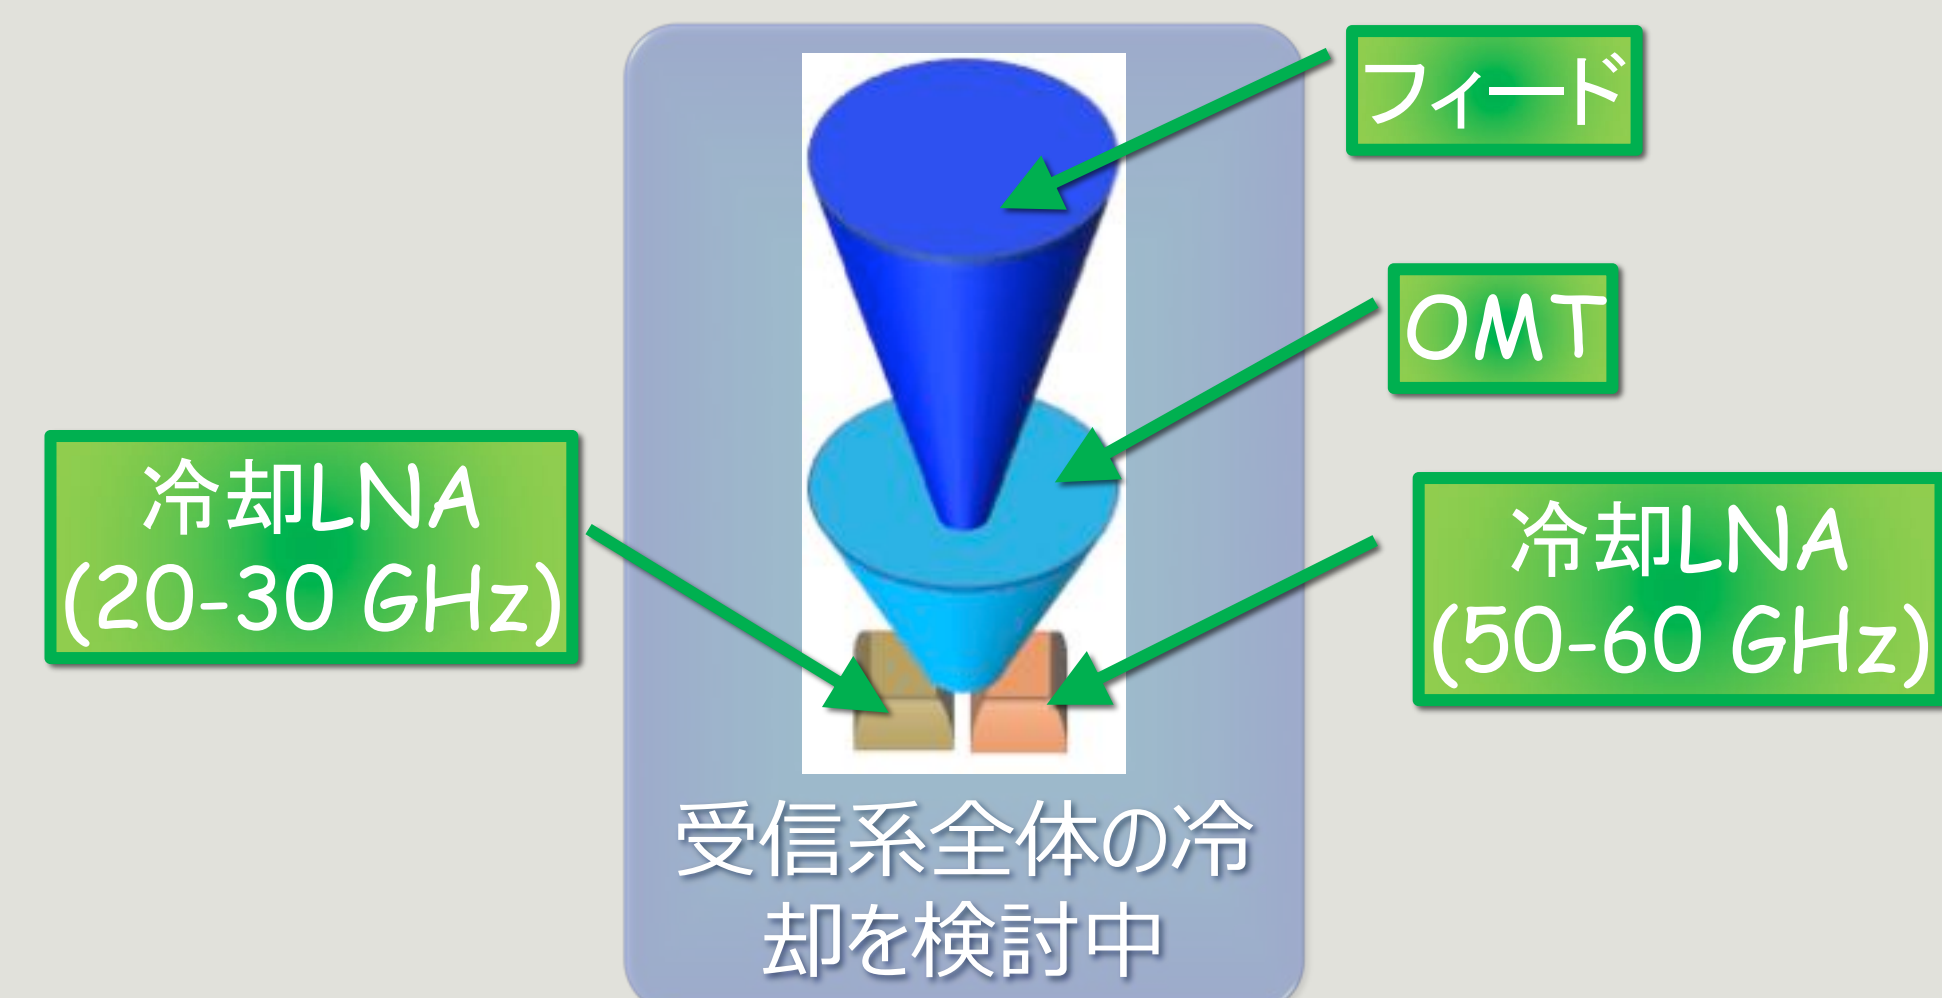 フィード
OMT
冷却LNA
(20-30 GHz)
冷却LNA
(50-60 GHz)
受信系全体の冷
却を検討中